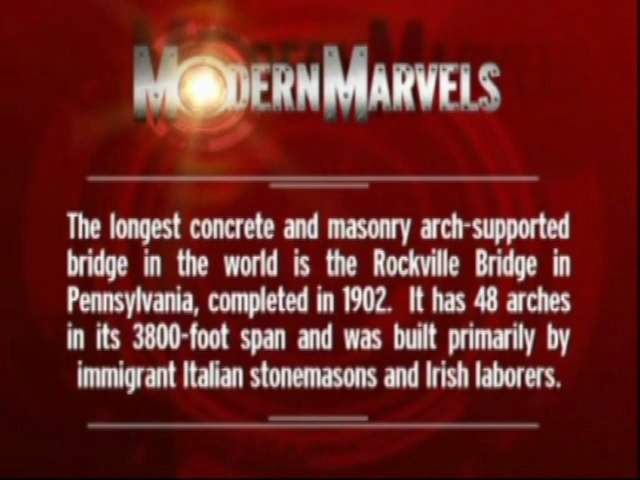 MODERN MARVELS
The longest concrete and masonry arch-supported
bridge in the world is the Rockville Bridge in
Pennsylvania, completed in 1902. It has 48 arches
in its 3800-foot span and was built primarily by
immigrant Italian stonemasons and Irish laborers.